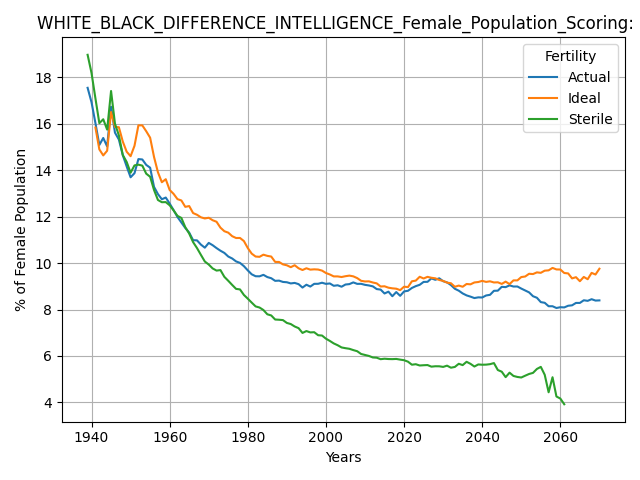 WHITE_BLACK_DIFFERENCE_INTELLIGENCE_Female_Population_Scoring:
Fertility
Actual
Ideal
Sterile
% of Female Population
18
16
14
12
10
8
6
4
1940 1960 1980 2000 2020 2040 2060
Years